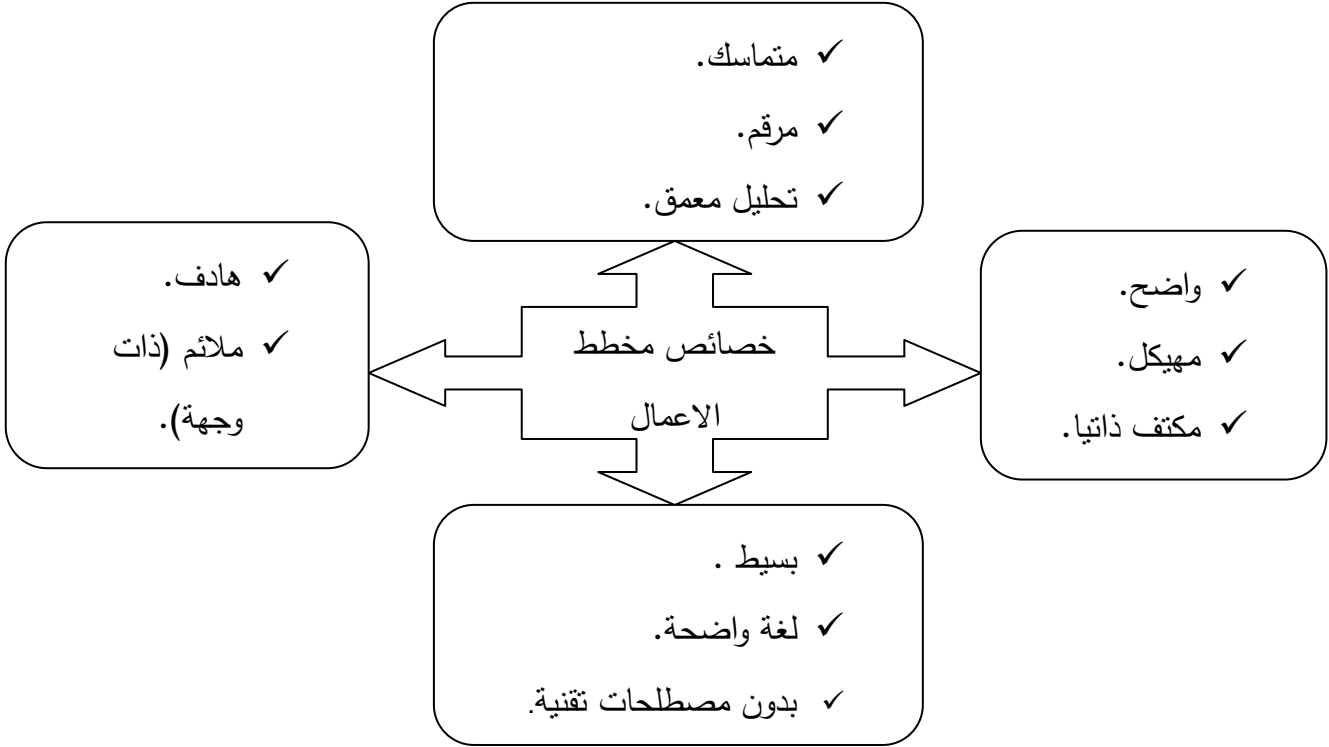 ✓ متماسك.
✓ مرقم.
✓ تحليل معمق.
✓ واضح.
✓ مهيكل.
✓ مكتف ذاتيا.
خصائص مخطط
الاعمال
✓ هادف.
✓ ملائم (ذات
وجهة).
✓ بسيط .
✓ لغة واضحة.
✓ بدون مصطلحات تقنية.